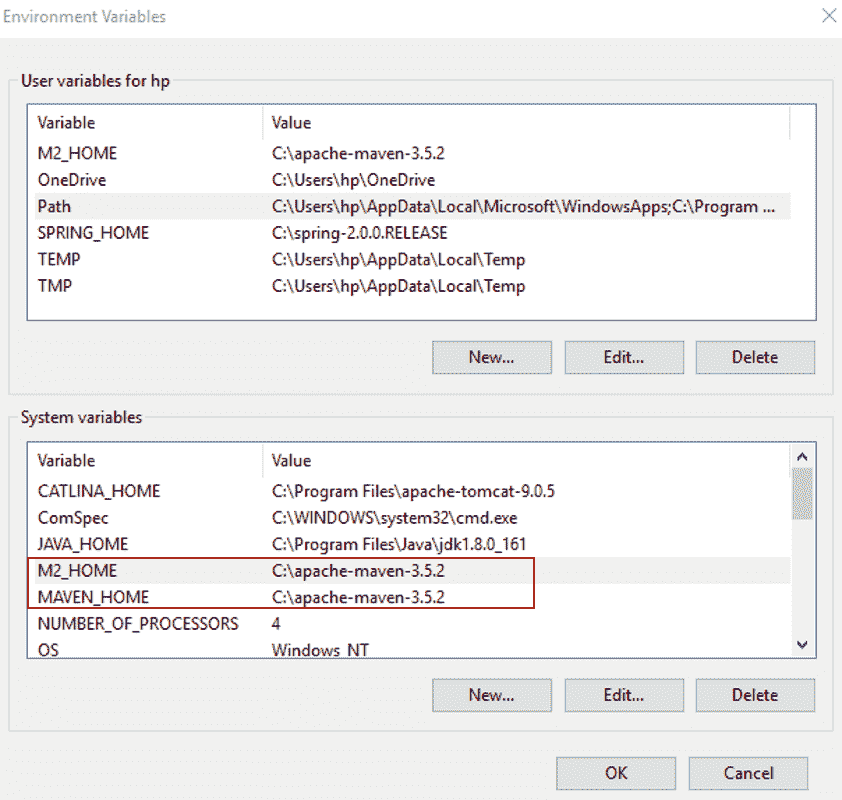 Environment Variables
User variables for hp
Variable Value
M2_HOME C:\apache-maven-3.5.2
OneDrive C:\Users\hp\OneDrive
Path C:\Users\hp\AppData\Local\Microsoft\WindowsApps;C:\Program ...
SPRING_HOME C:\spring-2.0.0.RELEASE
TEMP C:\Users\hp\AppData\Local\Temp
TMP C:\Users\hp\AppData\Local\Temp
New... Edit... Delete
System variables
Variable Value
CATLINA_HOME C:\Program Files\apache-tomcat-9.0.5
ComSpec C:\WINDOWS\system32\cmd.exe
JAVA_HOME C:\Program Files\Java\jdk1.8.0_161
M2_HOME C:\apache-maven-3.5.2
MAVEN_HOME C:\apache-maven-3.5.2
NUMBER_OF_PROCESSORS 4
OS Windows_NT
New... Edit... Delete
OK Cancel